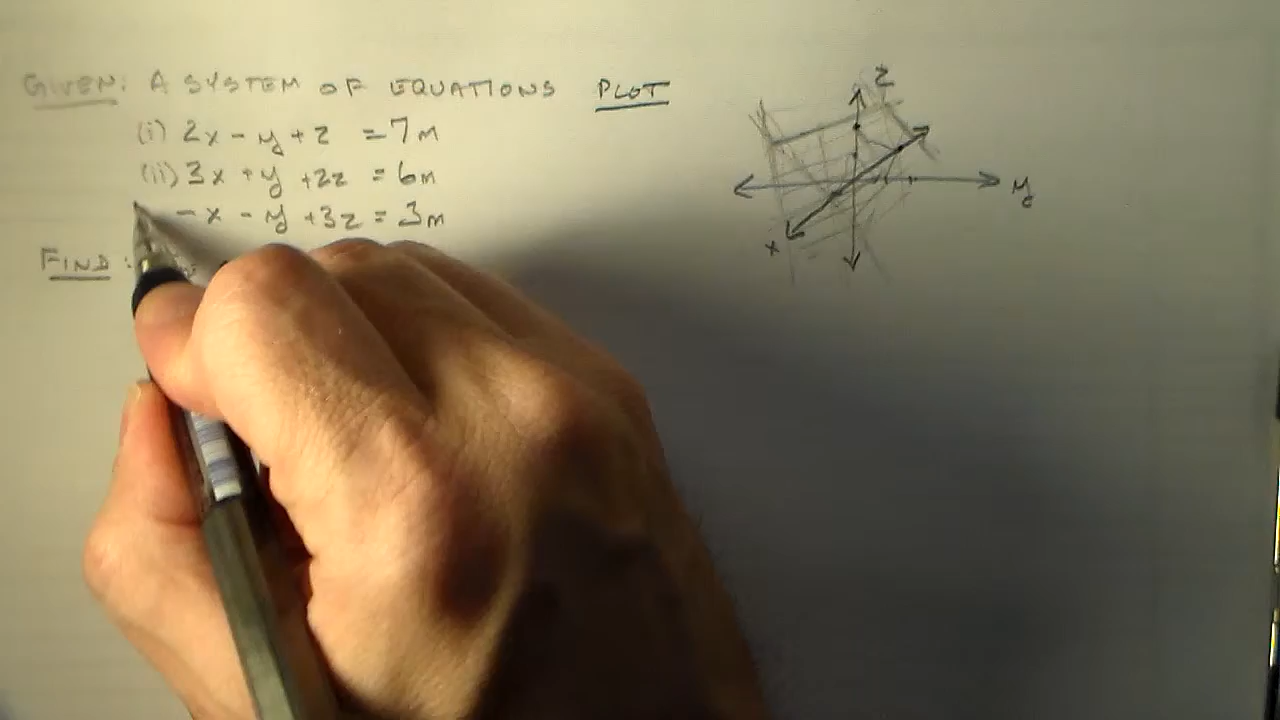 GIVEN: A SYSTEM OF EQUATIONS PLOT
(i) 2x - y + z = 7m
(ii) 3x + y + 2z = 6m
-x - y + 3z = 3m
FIND:
z
y
x